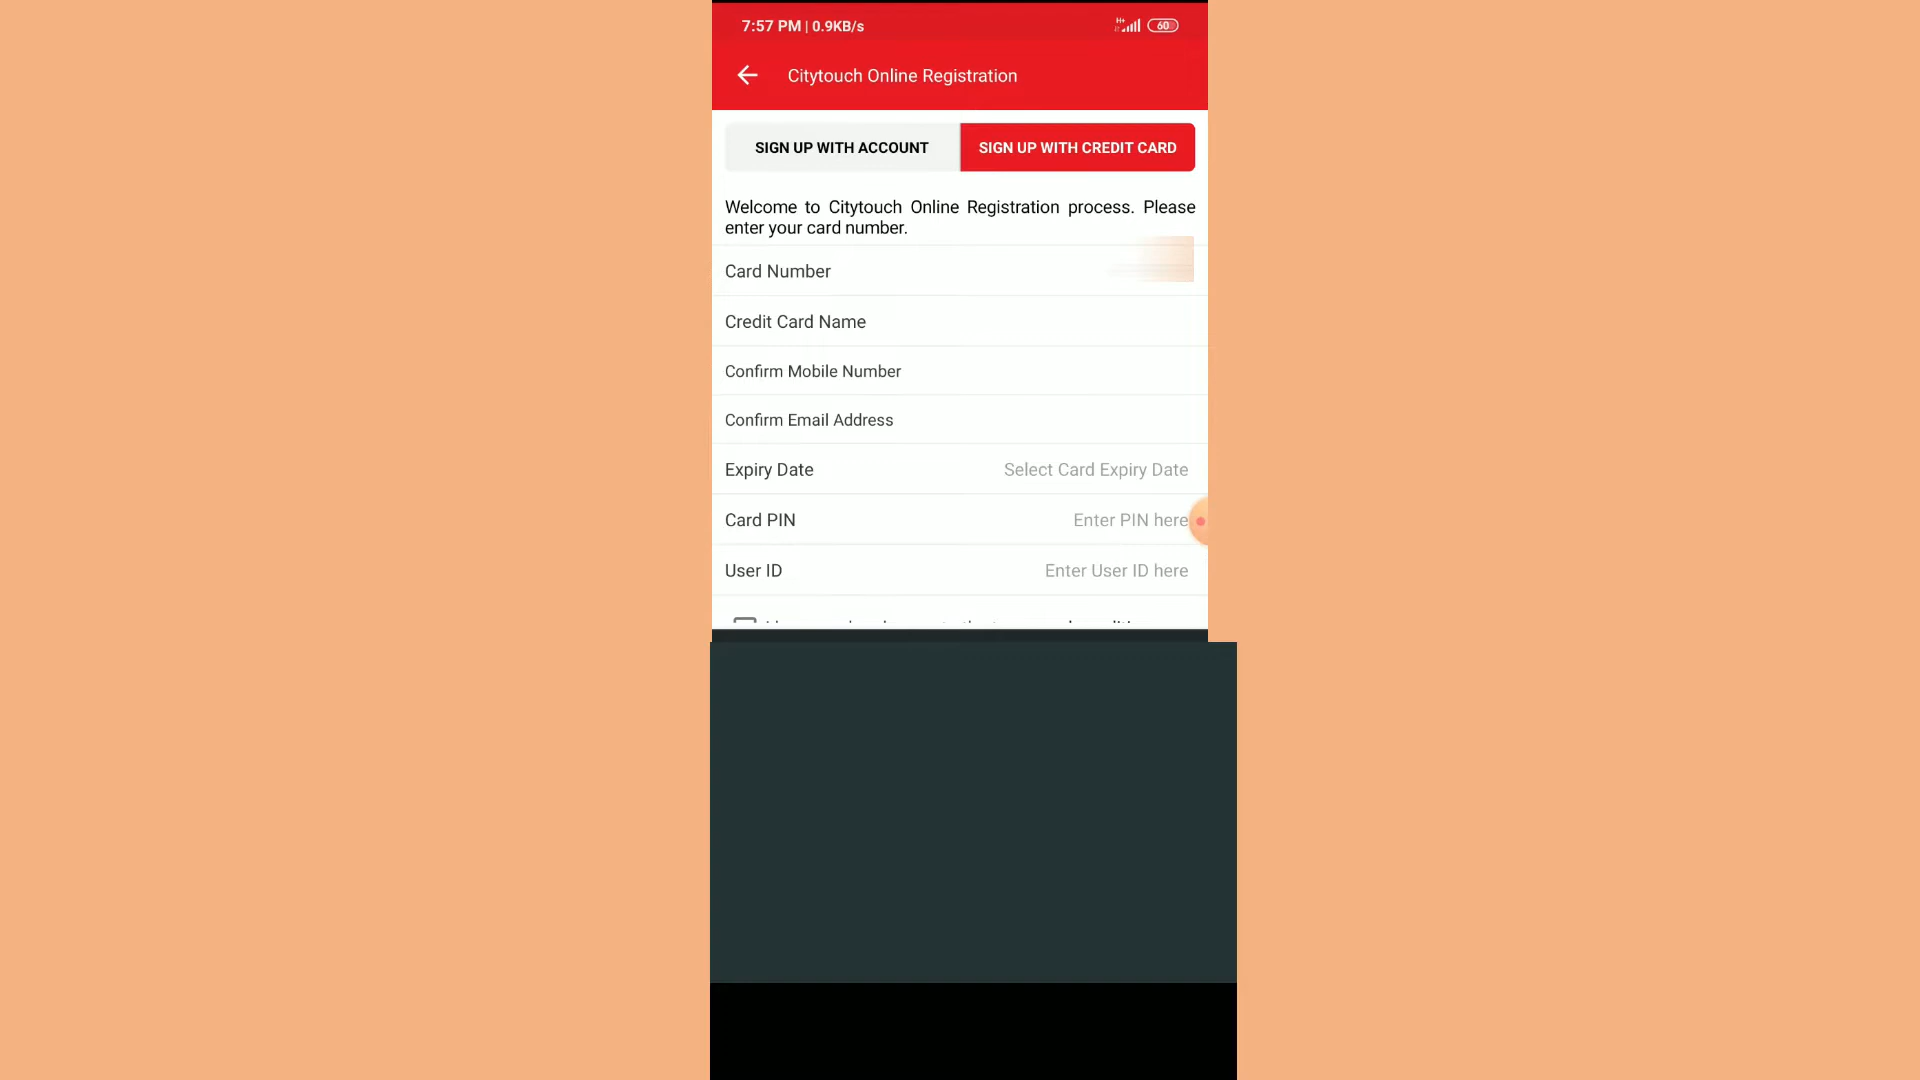 7:57 PM | 0.9KB/s
H+
60
Citytouch Online Registration
SIGN UP WITH ACCOUNT
SIGN UP WITH CREDIT CARD
Welcome to Citytouch Online Registration process. Please
enter your card number.
Card Number
Credit Card Name
Confirm Mobile Number
Confirm Email Address
Expiry Date
Select Card Expiry Date
Card PIN
Enter PIN here
User ID
Enter User ID here